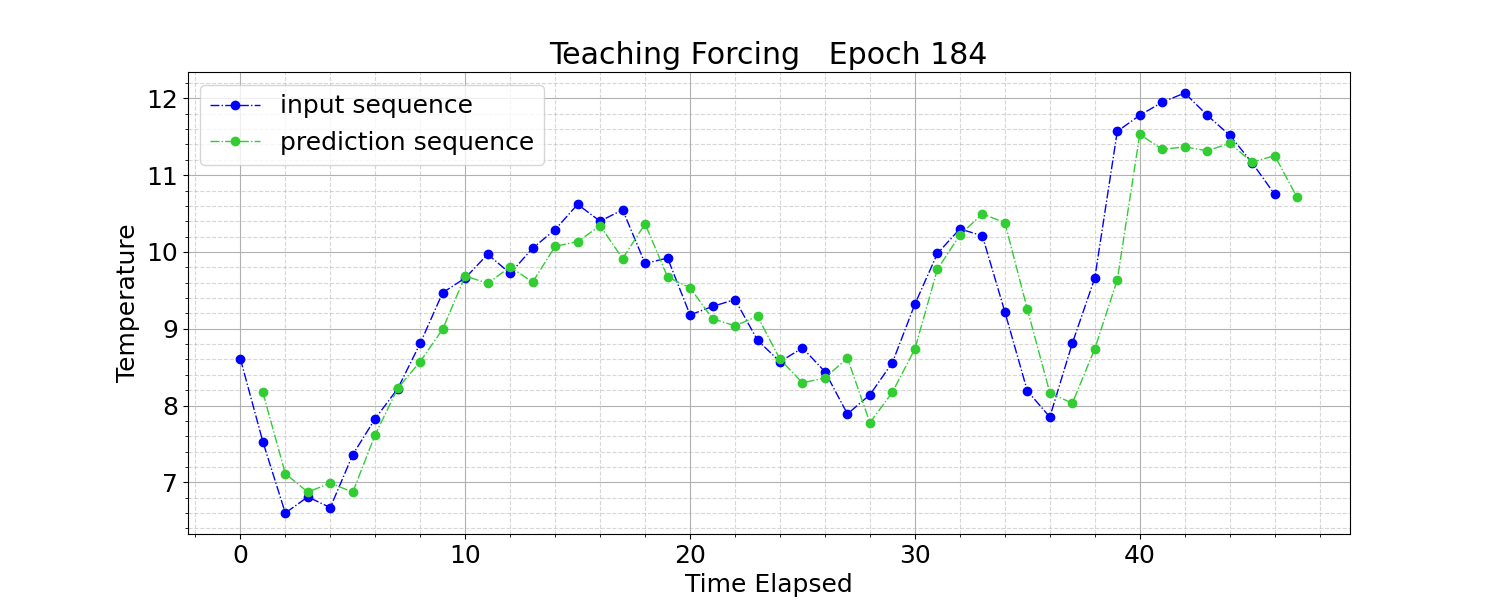 Teaching Forcing   Epoch 184
input sequence
prediction sequence
Temperature
12
11
10
9
8
7
0 10 20 30 40
Time Elapsed